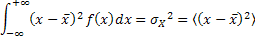 ∫_{-∞}^{+∞} (x − x̄)² f(x)dx = σ_X² = ⟨(x − x̄)²⟩